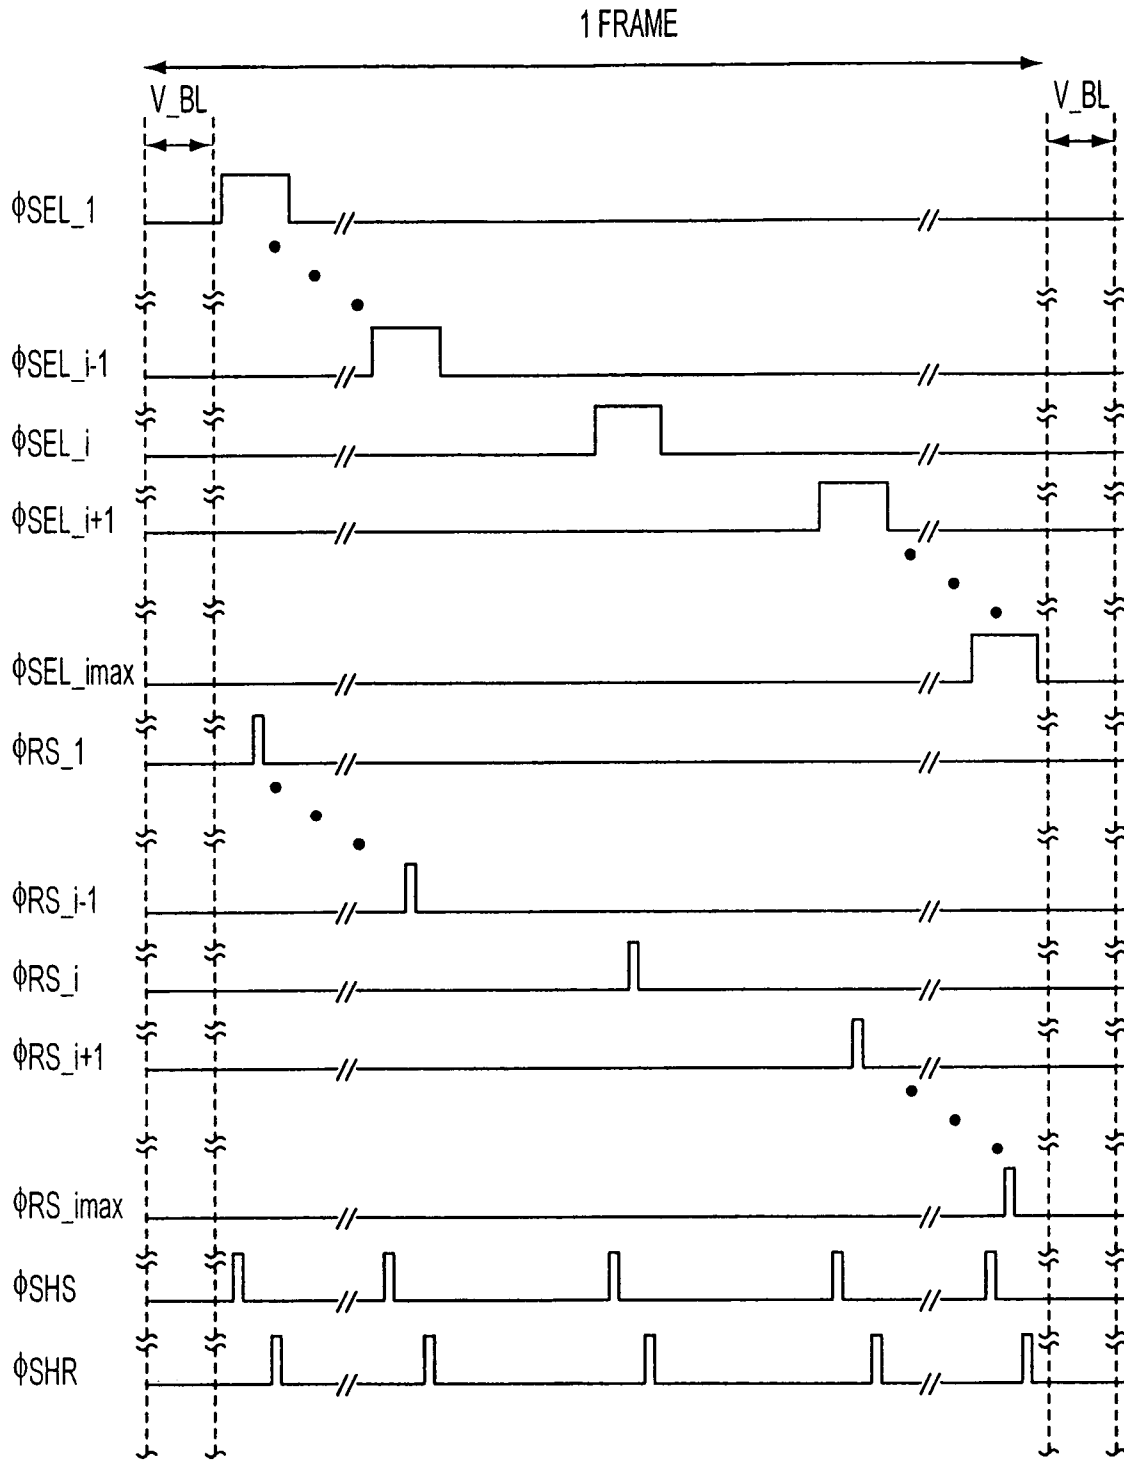 1 FRAME
V_BL
V_BL
ϕSEL_1
ϕSEL_i-1
ϕSEL_i
ϕSEL_i+1
ϕSEL_imax
ϕRS_1
ϕRS_i-1
ϕRS_i
ϕRS_i+1
ϕRS_imax
ϕSHS
ϕSHR